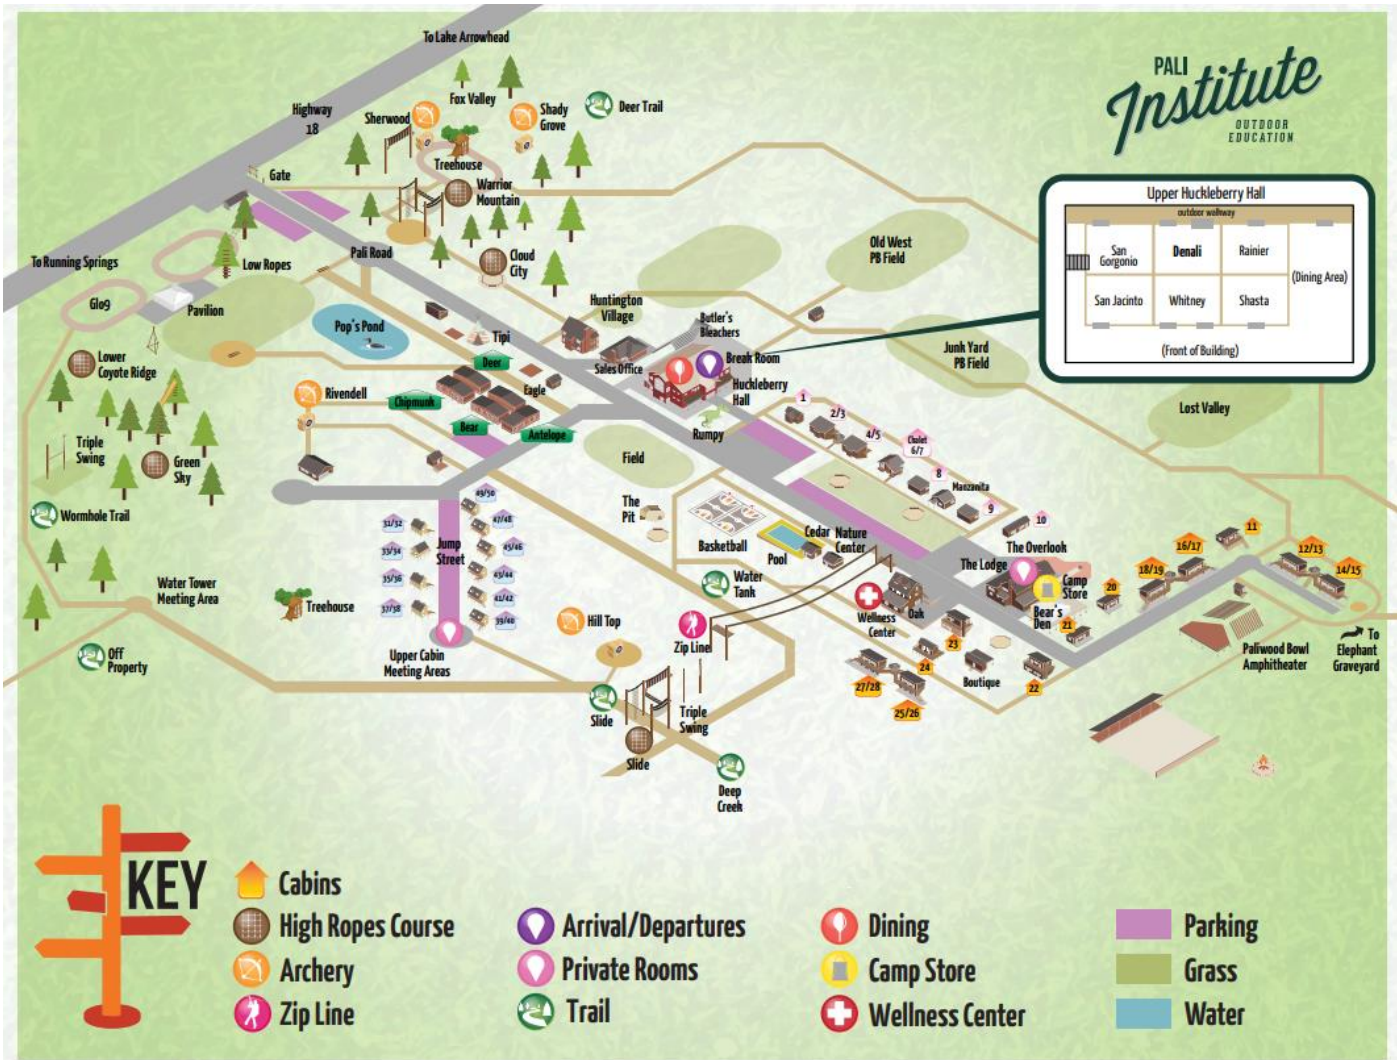 To Lake Arrowhead
PALI
Institute
OUTDOOR
EDUCATION
Fox Valley
Highway
18
Sherwood
Shady
Grove
Deer Trail
Treehouse
Gate
Warrior
Mountain
Upper Huckleberry Hall
outdoor walkway
San
Gorgonio
Denali
Rainier
(Dining Area)
San Jacinto
Whitney
Shasta
(Front of Building)
To Running Springs
Low Ropes
Pali Road
Cloud
City
Old West
PB Field
Glo9
Pavilion
Huntington
Village
Pop's Pond
Tipi
Butler's
Bleachers
Sales Office
Break Room
Junk Yard
PB Field
Lower
Coyote Ridge
Deer
Eagle
Huckleberry
Hall
Rivendell
Chipmunk
1
2/3
Lost Valley
Bear
Antelope
Rumpy
4/5
Chalet
6/7
Triple
Swing
Green
Sky
Field
8
Manzanita
9
49/50
Wormhole Trail
31/32
47/48
The
Pit
10
33/34
Jump
Street
45/46
Basketball
Pool
Cedar
Nature
Center
The Overlook
11
16/17
12/13
35/36
43/44
The Lodge
18/19
14/15
Water Tower
Meeting Area
Treehouse
37/38
41/42
39/40
Water
Tank
Camp
Store
20
Hill Top
Zip Line
Wellness
Center
Oak
Bear's
Den
21
23
To
Elephant
Graveyard
Off
Property
Upper Cabin
Meeting Areas
24
Boutique
22
Paliwood Bowl
Amphitheater
27/28
25/26
Slide
Triple
Swing
Slide
Deep
Creek
KEY
Cabins
High Ropes Course
Archery
Zip Line
Arrival/Departures
Private Rooms
Trail
Dining
Camp Store
Wellness Center
Parking
Grass
Water